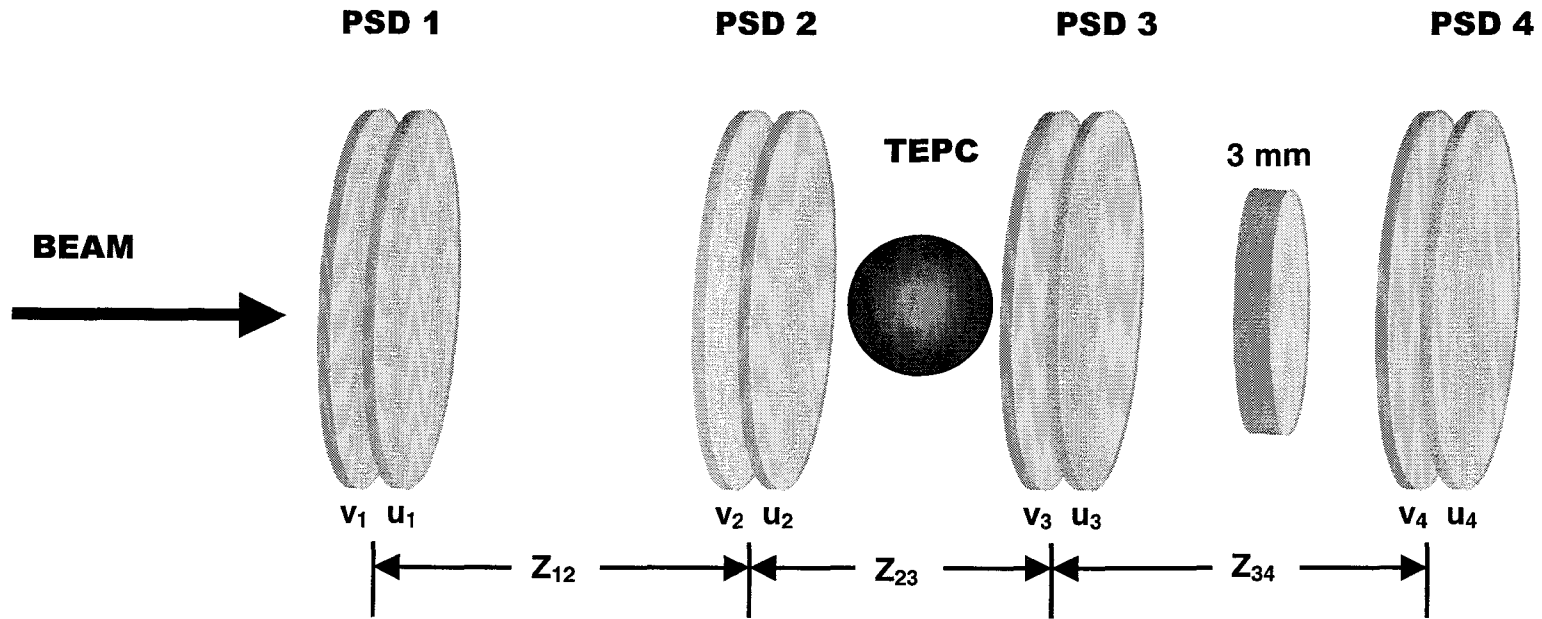 PSD 1 PSD 2 PSD 3 PSD 4
TEPC
3 mm
BEAM
v₁ u₁ v₂ u₂ v₃ u₃ v₄ u₄
Z₁₂ Z₂₃ Z₃₄